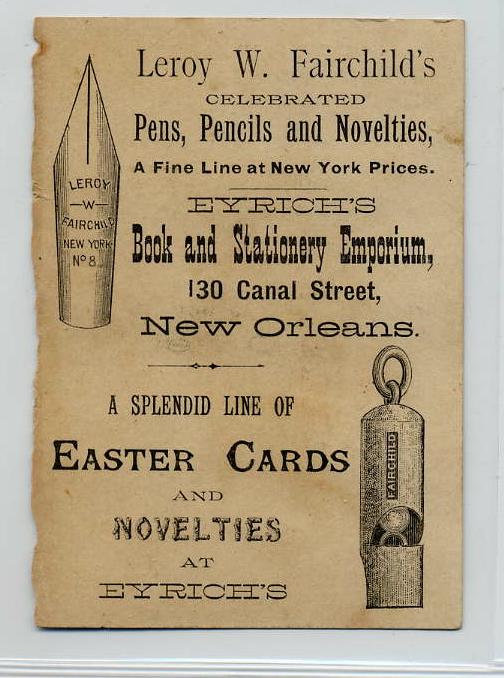 Leroy W. Fairchild's
CELEBRATED
Pens, Pencils and Novelties,
A Fine Line at New York Prices.
EYRICH'S
Book and Stationery Emporium,
130 Canal Street,
New Orleans.
LEROY
—W—
FAIRCHILD
NEW YORK
Nº 8
A SPLENDID LINE OF
EASTER CARDS
AND
NOVELTIES
AT
EYRICH'S
FAIRCHILD